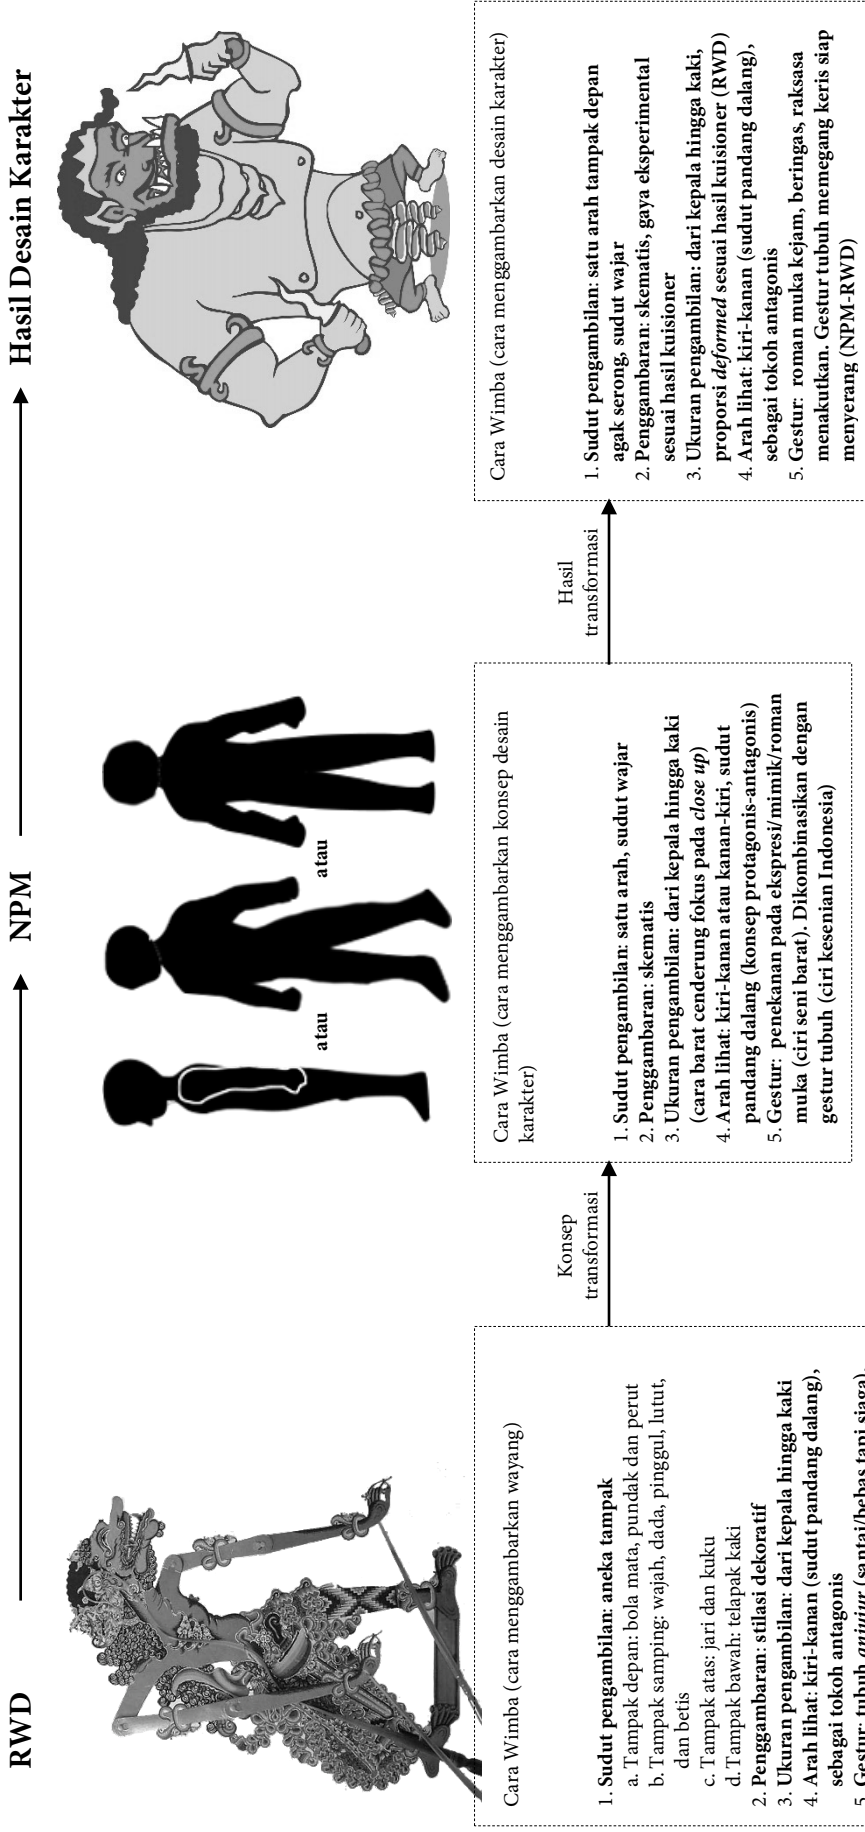 RWD
NPM
Hasil Desain Karakter
atau
atau
Cara Wimba (cara menggambarkan wayang)
1. Sudut pengambilan: aneka tampak
a. Tampak depan: bola mata, pundak dan perut
b. Tampak samping: wajah, dada, pinggul, lutut,
dan betis
c. Tampak atas: jari dan kuku
d. Tampak bawah: telapak kaki
2. Penggambaran: stilasi dekoratif
3. Ukuran pengambilan: dari kepala hingga kaki
4. Arah lihat: kiri-kanan (sudut pandang dalang),
sebagai tokoh antagonis
5. Gestur: tubuh anjujur (santai/bebas tapi siaga),
Konsep
transformasi
Cara Wimba (cara menggambarkan konsep desain
karakter)
1. Sudut pengambilan: satu arah, sudut wajar
2. Penggambaran: skematis
3. Ukuran pengambilan: dari kepala hingga kaki
(cara barat cenderung fokus pada close up)
4. Arah lihat: kiri-kanan atau kanan-kiri, sudut
pandang dalang (konsep protagonis-antagonis)
5. Gestur: penekanan pada ekspresi/mimik/roman
muka (ciri seni barat). Dikombinasikan dengan
gestur tubuh (ciri kesenian Indonesia)
Hasil
transformasi
Cara Wimba (cara menggambarkan desain karakter)
1. Sudut pengambilan: satu arah tampak depan
agak serong, sudut wajar
2. Penggambaran: skematis, gaya eksperimental
sesuai hasil kuisioner
3. Ukuran pengambilan: dari kepala hingga kaki,
proporsi deformed sesuai hasil kuisioner (RWD)
4. Arah lihat: kiri-kanan (sudut pandang dalang),
sebagai tokoh antagonis
5. Gestur: roman muka kejam, beringas, raksasa
menakutkan. Gestur tubuh memegang keris siap
menyerang (NPM-RWD)